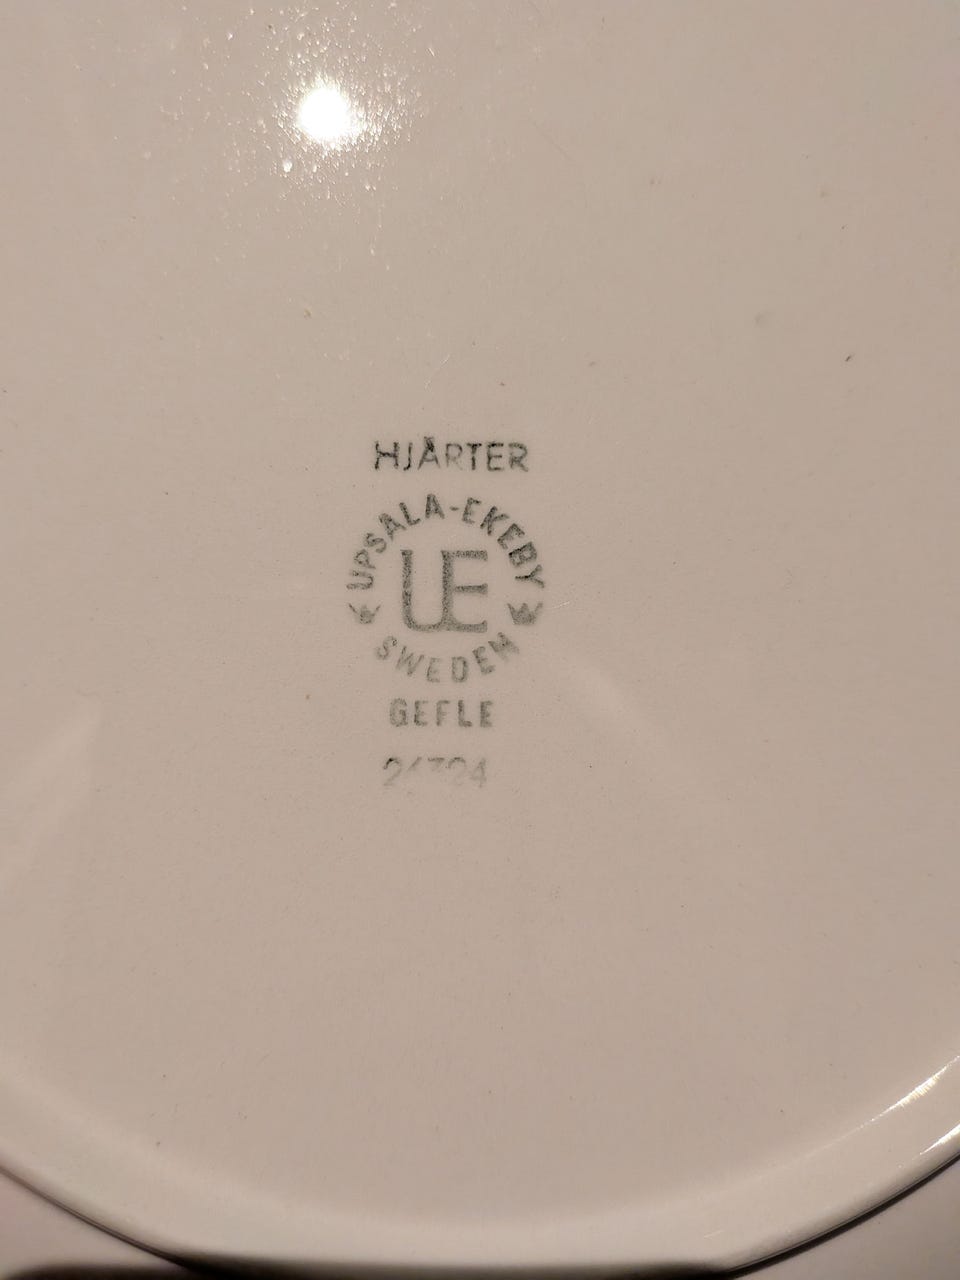 HJÄRTER
UPSALA-EKEBY
UE
SWEDEN
GEFLE